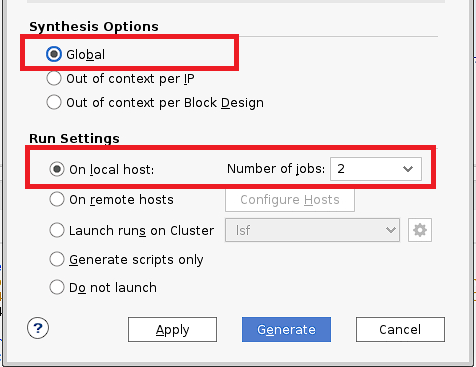 Synthesis Options
Global
Out of context per IP
Out of context per Block Design
Run Settings
On local host: Number of jobs: 2
On remote hosts Configure Hosts
Launch runs on Cluster lsf
Generate scripts only
Do not launch
? Apply Generate Cancel